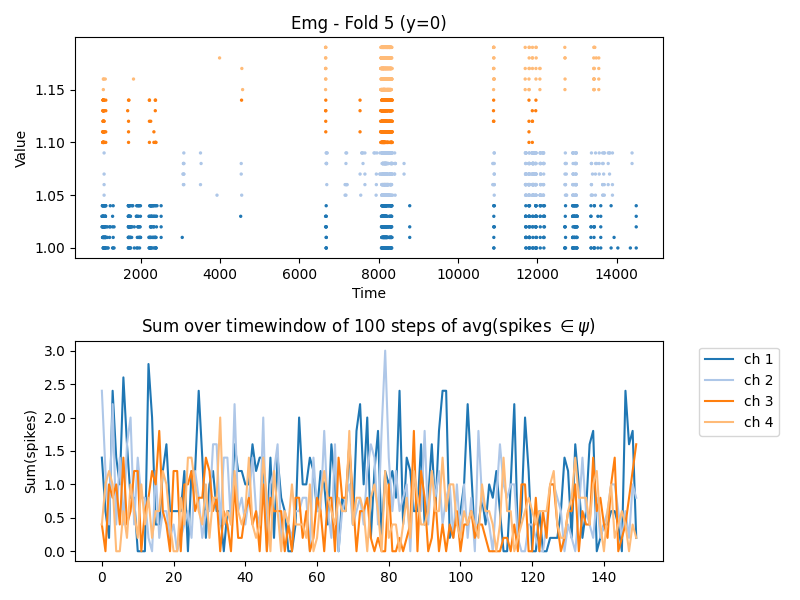 Emg - Fold 5 (y=0)
Value
1.15
1.10
1.05
1.00
2000 4000 6000 8000 10000 12000 14000
Time
Sum over timewindow of 100 steps of avg(spikes ∈ψ)
Sum(spikes)
3.0
2.5
2.0
1.5
1.0
0.5
0.0
0 20 40 60 80 100 120 140
ch 1
ch 2
ch 3
ch 4